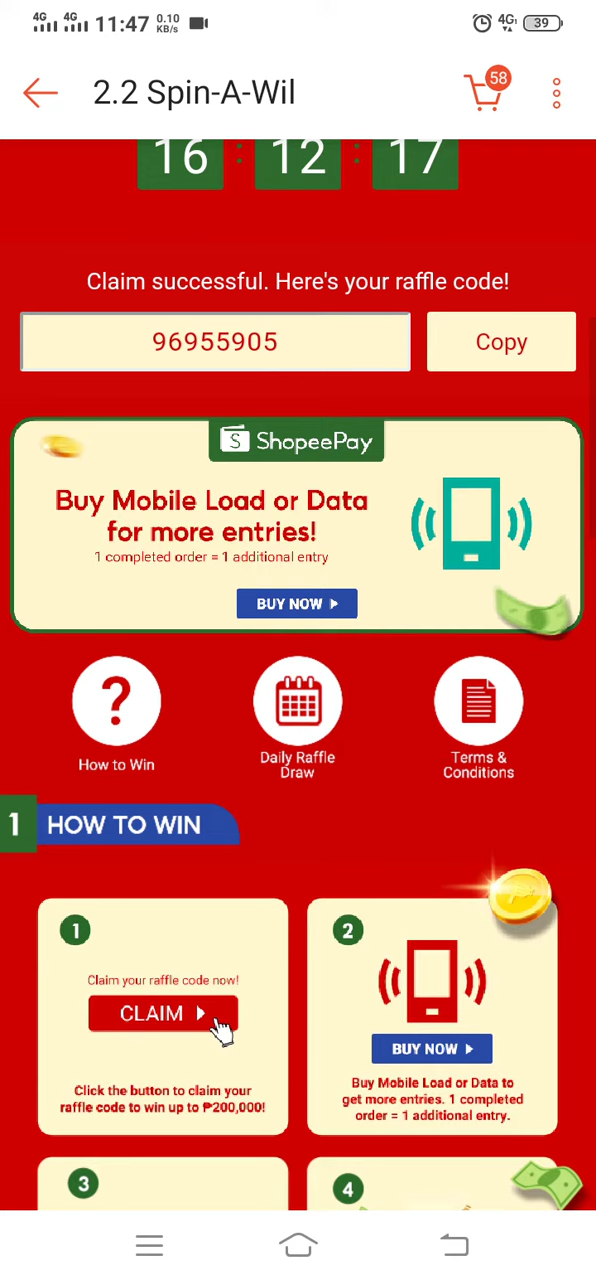 4G 4G 11:47 0.10 KB/s 4G 39
2.2 Spin-A-Wil 58
16 : 12 : 17
Claim successful. Here's your raffle code!
96955905 Copy
S ShopeePay
Buy Mobile Load or Data
for more entries!
1 completed order = 1 additional entry
BUY NOW
?
How to Win
Daily Raffle
Draw
Terms &
Conditions
1 HOW TO WIN
1
Claim your raffle code now!
CLAIM
Click the button to claim your
raffle code to win up to ₱200,000!
2
BUY NOW
Buy Mobile Load or Data to
get more entries. 1 completed
order = 1 additional entry.
3
4